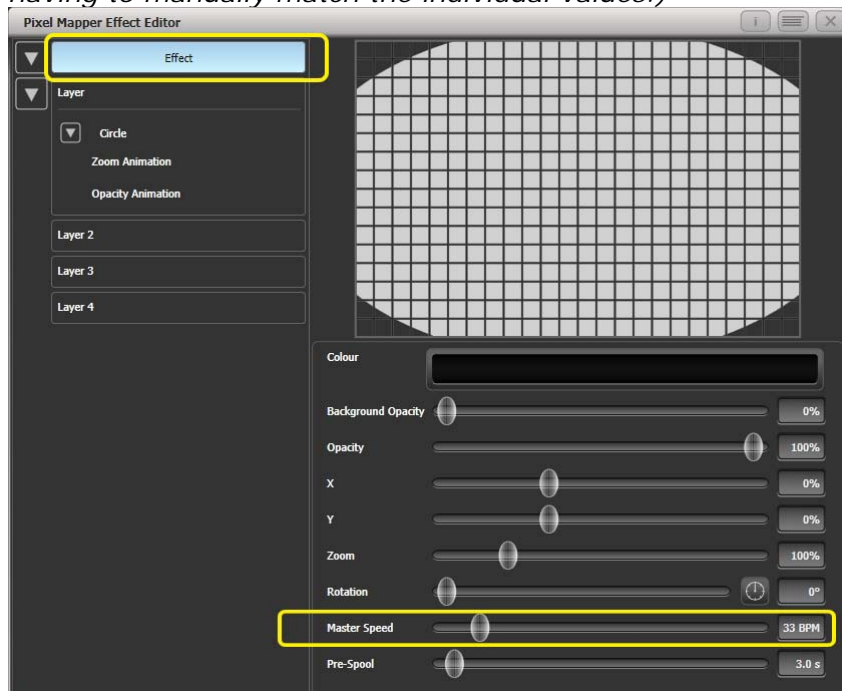 having to manually match the individual values.)
Pixel Mapper Effect Editor
Effect
Layer
Circle
Zoom Animation
Opacity Animation
Layer 2
Layer 3
Layer 4
Colour
Background Opacity 0%
Opacity 100%
X 0%
Y 0%
Zoom 100%
Rotation 0°
Master Speed 33 BPM
Pre-Spool 3.0 s